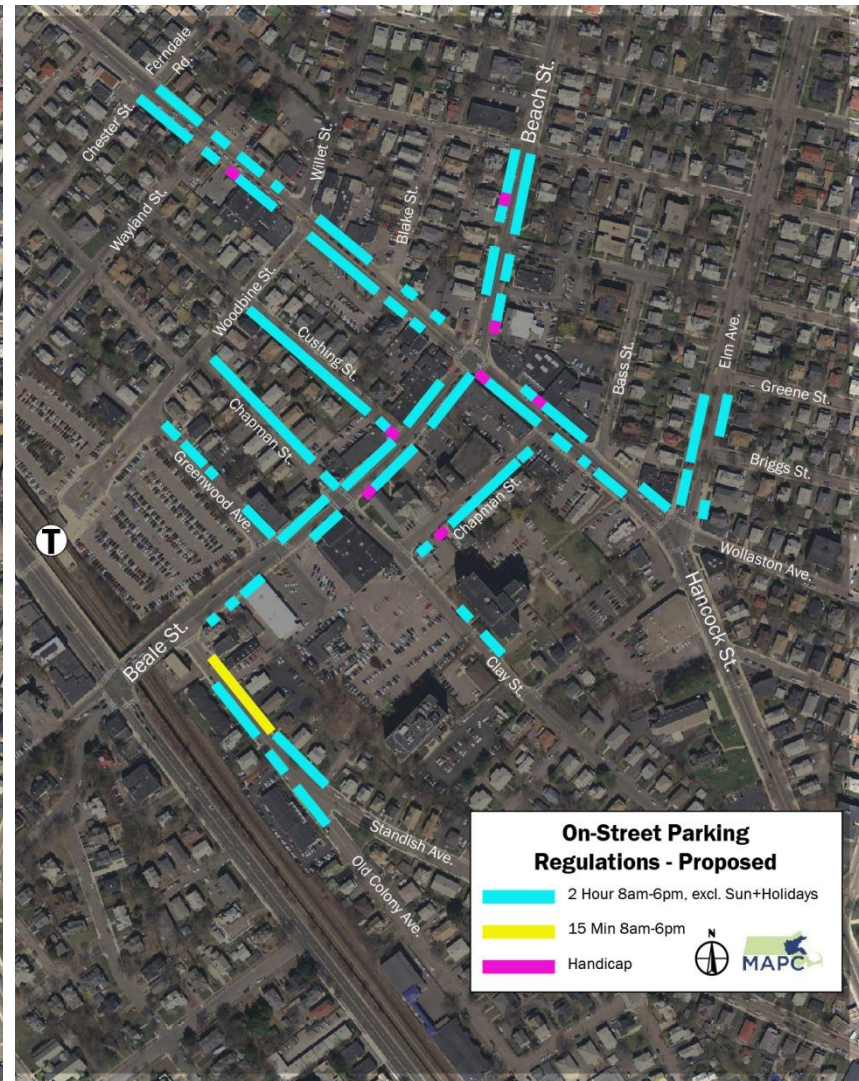 Ferndale
Rd.
Chester St.
Wayland St.
Willet St.
Blake St.
Beach St.
Woodbine St.
Cushing St.
Chapman St.
Greenwood Ave.
Bass St.
Elm Ave.
Greene St.
Briggs St.
Chapman St.
Wollaston Ave.
T
Beale St.
Hancock St.
Clay St.
Standish Ave.
Old Colony Ave.
On-Street Parking
Regulations - Proposed
2 Hour 8am-6pm, excl. Sun+Holidays
15 Min 8am-6pm
Handicap
N
MAPC